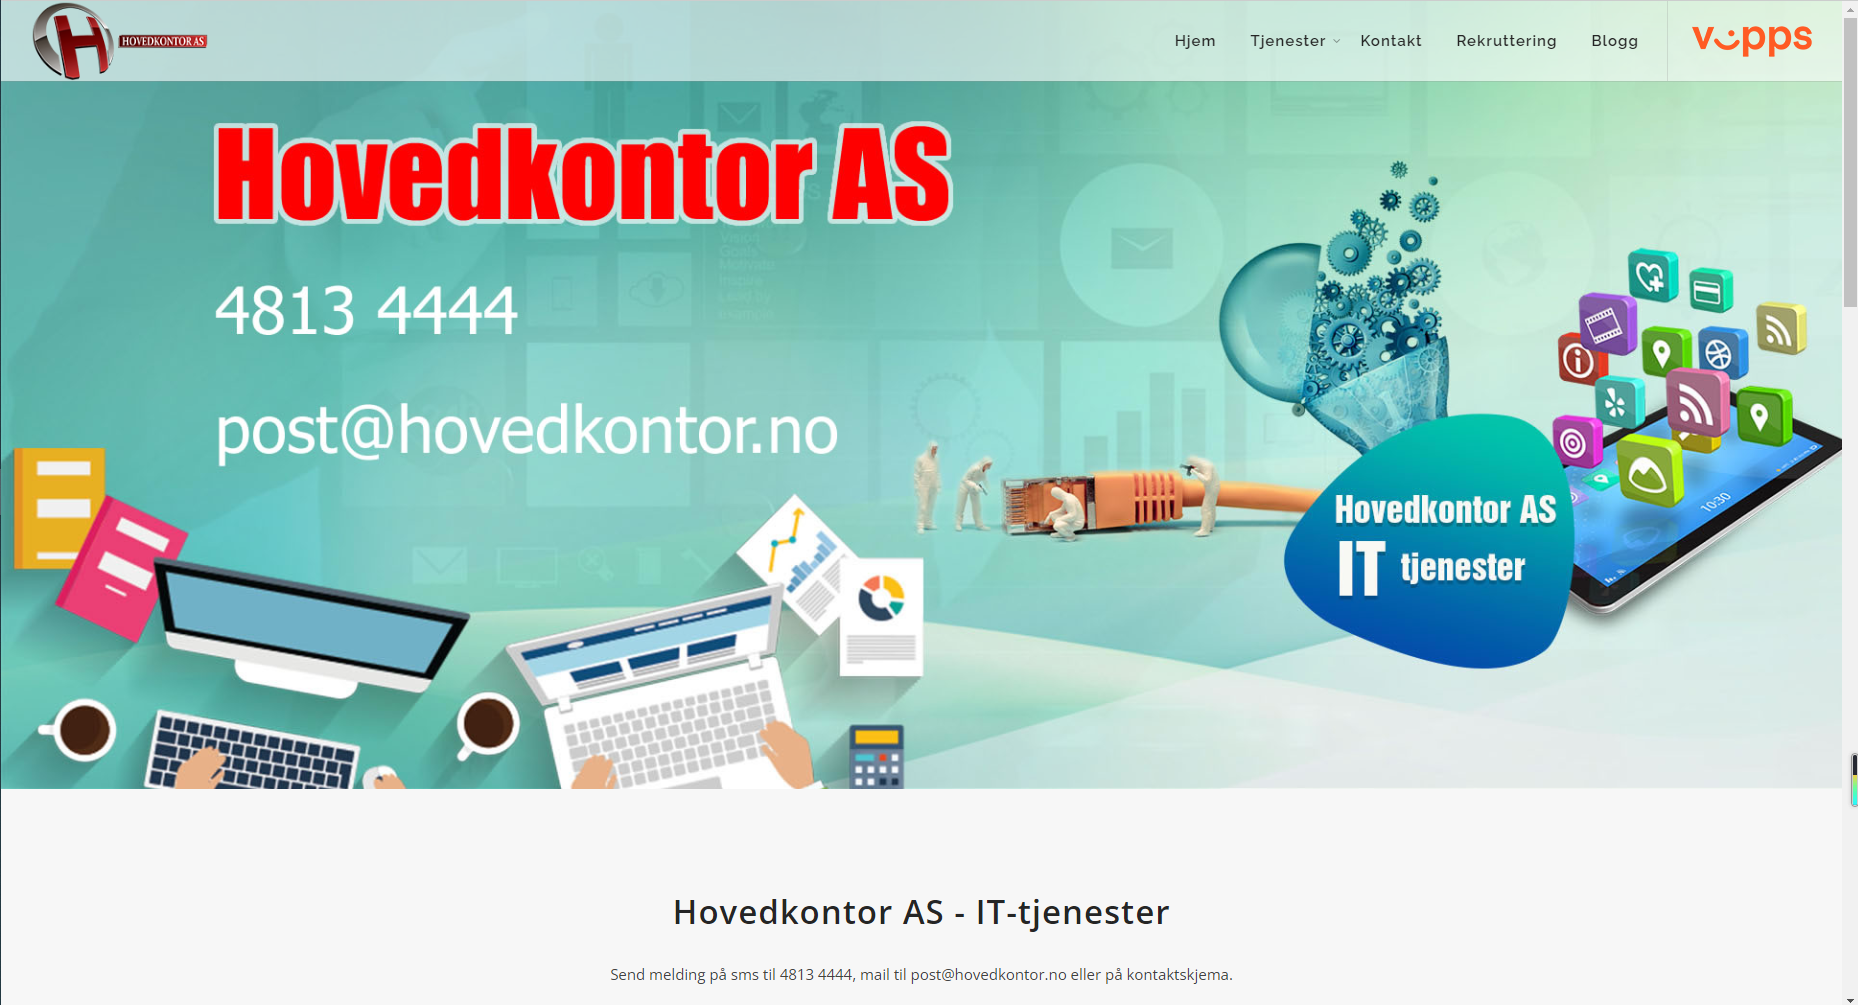 HOVEDKONTOR AS
Hjem Tjenester Kontakt Rekruttering Blogg
vipps
Hovedkontor AS
4813 4444
post@hovedkontor.no
Hovedkontor AS
IT tjenester
10:30
Hovedkontor AS - IT-tjenester
Send melding på sms til 4813 4444, mail til post@hovedkontor.no eller på kontaktskjema.